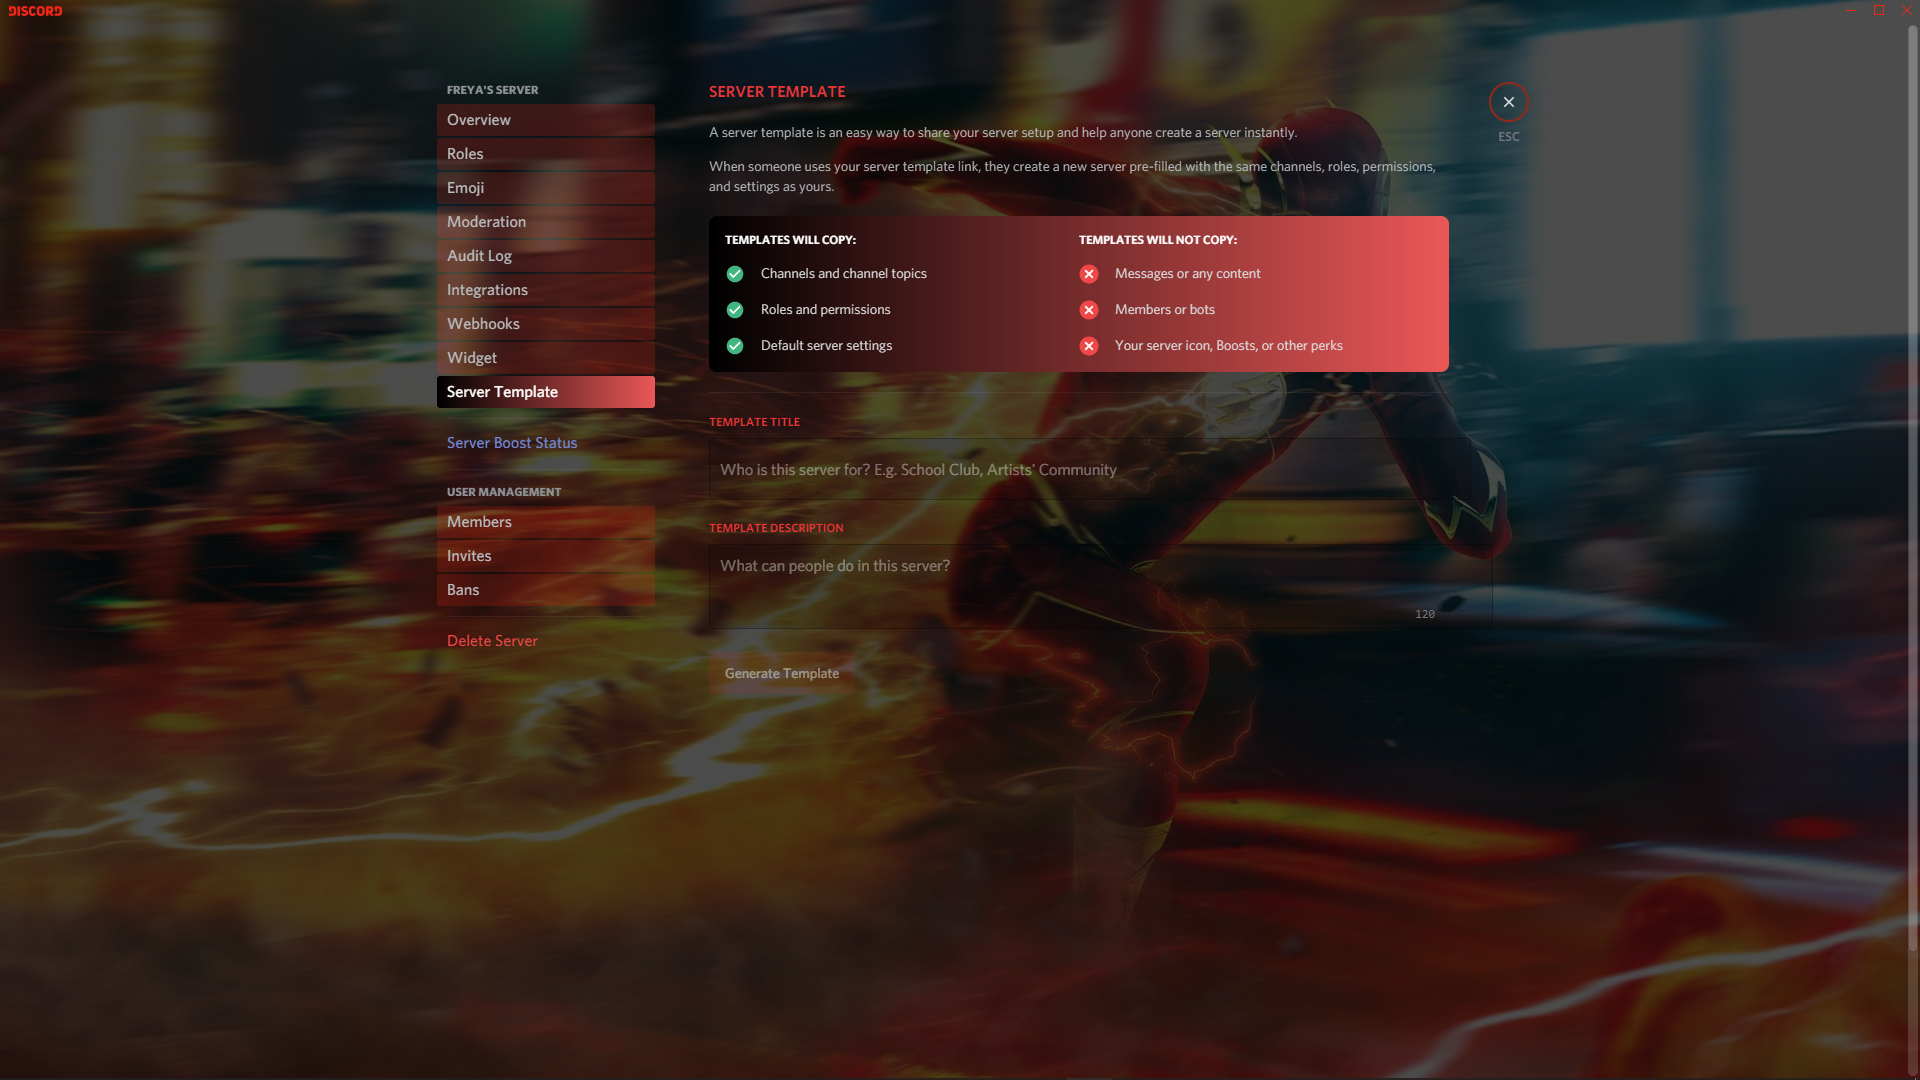 DISCORD
FREYA'S SERVER
Overview
Roles
Emoji
Moderation
Audit Log
Integrations
Webhooks
Widget
Server Template
Server Boost Status
USER MANAGEMENT
Members
Invites
Bans
Delete Server
SERVER TEMPLATE
A server template is an easy way to share your server setup and help anyone create a server instantly.
When someone uses your server template link, they create a new server pre-filled with the same channels, roles, permissions,
and settings as yours.
TEMPLATES WILL COPY:
Channels and channel topics
Roles and permissions
Default server settings
TEMPLATES WILL NOT COPY:
Messages or any content
Members or bots
Your server icon, Boosts, or other perks
TEMPLATE TITLE
Who is this server for? E.g. School Club, Artists' Community
TEMPLATE DESCRIPTION
What can people do in this server?
120
Generate Template
ESC